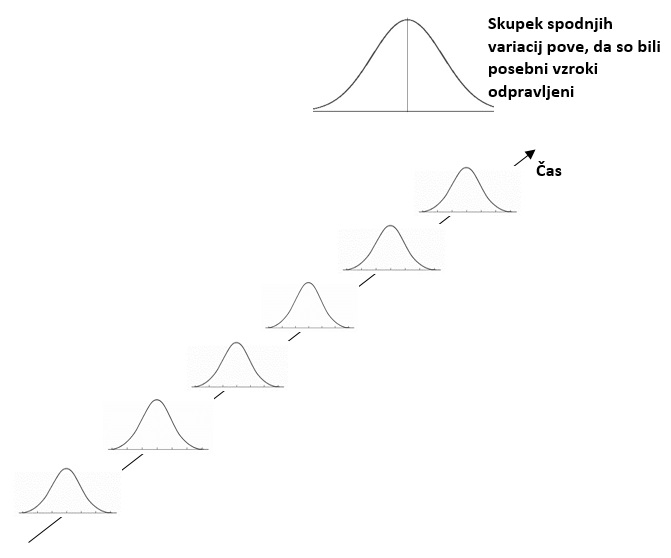 Skupek spodnjih
variacij pove, da so bili
posebni vzroki
odpravljeni
Čas